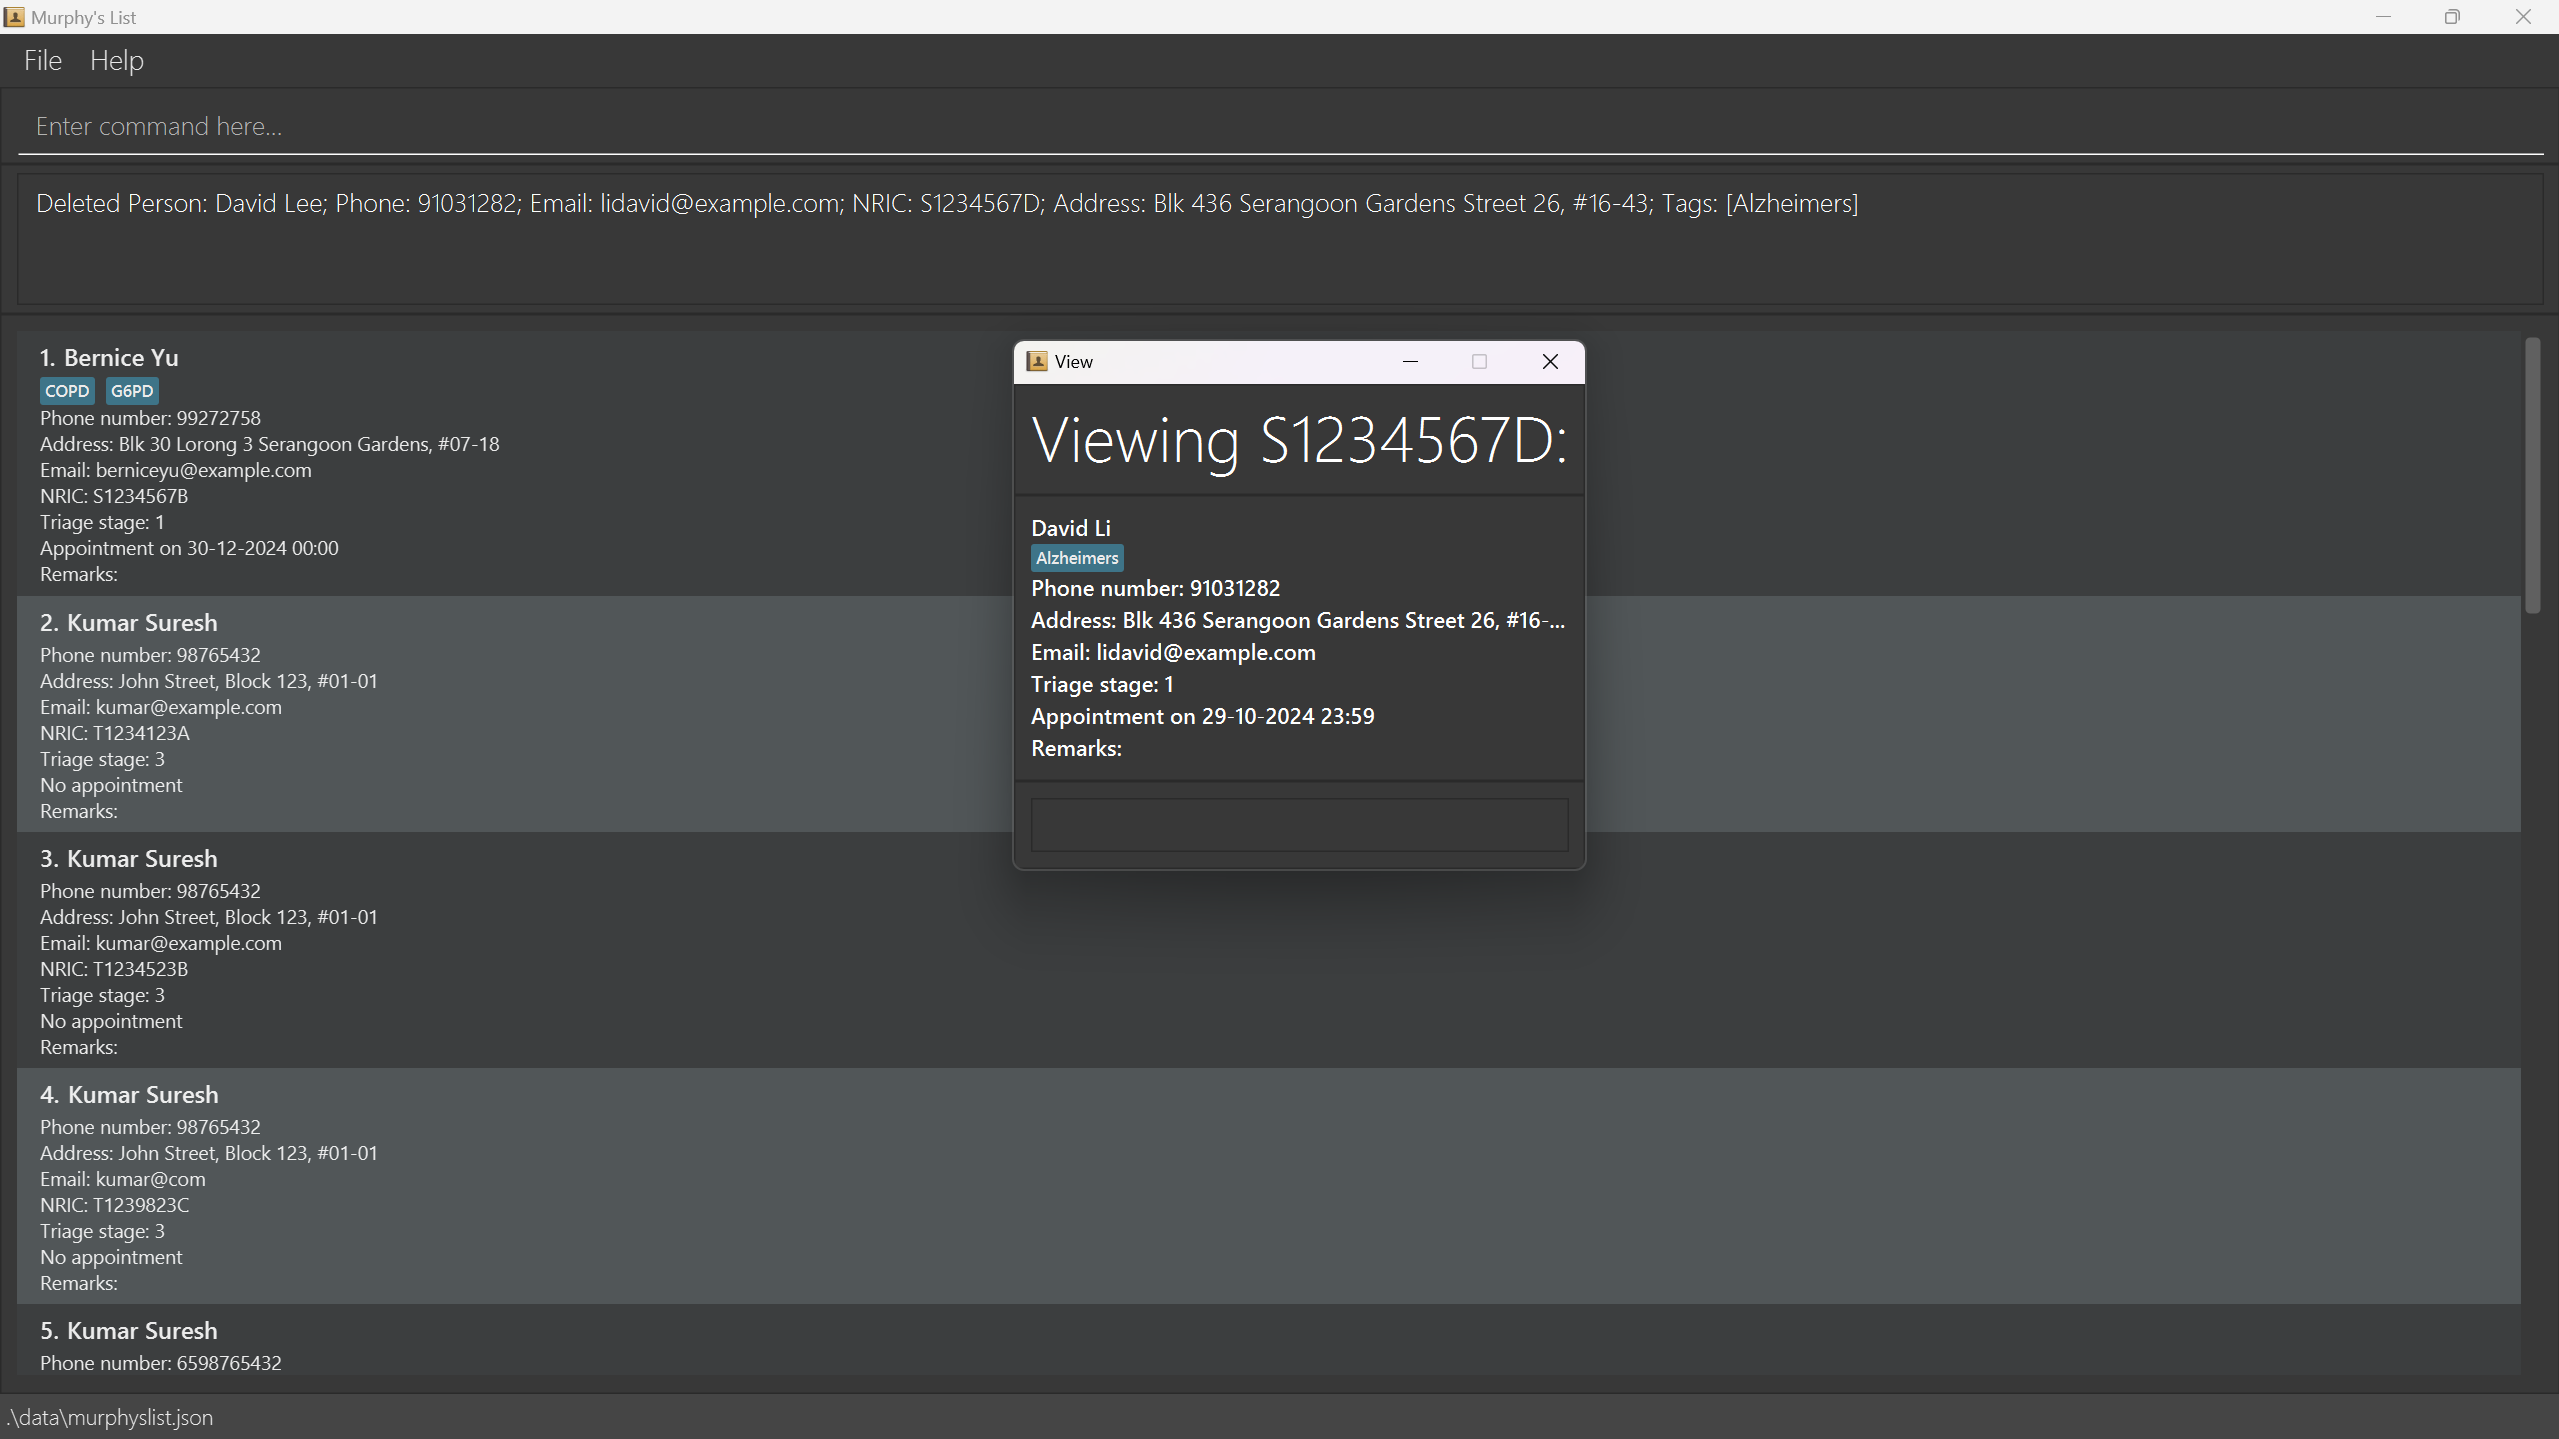 Murphy's List
File Help
Enter command here...
Deleted Person: David Lee; Phone: 91031282; Email: lidavid@example.com; NRIC: S1234567D; Address: Blk 436 Serangoon Gardens Street 26, #16-43; Tags: [Alzheimers]
1. Bernice Yu
COPD G6PD
Phone number: 99272758
Address: Blk 30 Lorong 3 Serangoon Gardens, #07-18
Email: berniceyu@example.com
NRIC: S1234567B
Triage stage: 1
Appointment on 30-12-2024 00:00
Remarks:
2. Kumar Suresh
Phone number: 98765432
Address: John Street, Block 123, #01-01
Email: kumar@example.com
NRIC: T1234123A
Triage stage: 3
No appointment
Remarks:
3. Kumar Suresh
Phone number: 98765432
Address: John Street, Block 123, #01-01
Email: kumar@example.com
NRIC: T1234523B
Triage stage: 3
No appointment
Remarks:
4. Kumar Suresh
Phone number: 98765432
Address: John Street, Block 123, #01-01
Email: kumar@com
NRIC: T1239823C
Triage stage: 3
No appointment
Remarks:
5. Kumar Suresh
Phone number: 6598765432
View
Viewing S1234567D:
David Li
Alzheimers
Phone number: 91031282
Address: Blk 436 Serangoon Gardens Street 26, #16-...
Email: lidavid@example.com
Triage stage: 1
Appointment on 29-10-2024 23:59
Remarks:
.\data\murphyslist.json